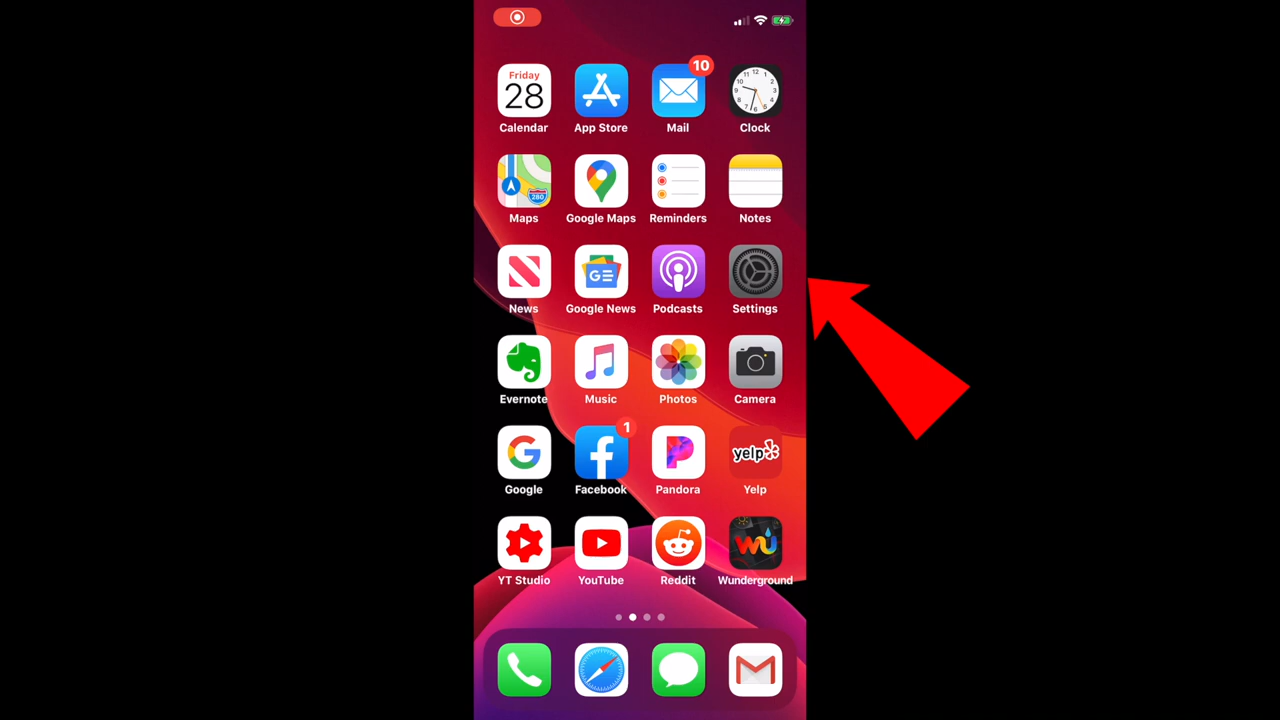 10
Friday
28
Calendar App Store Mail Clock
280
Maps Google Maps Reminders Notes
GE
News Google News Podcasts Settings
Evernote Music Photos Camera
1
yelp
Google Facebook Pandora Yelp
YT Studio YouTube Reddit Wunderground